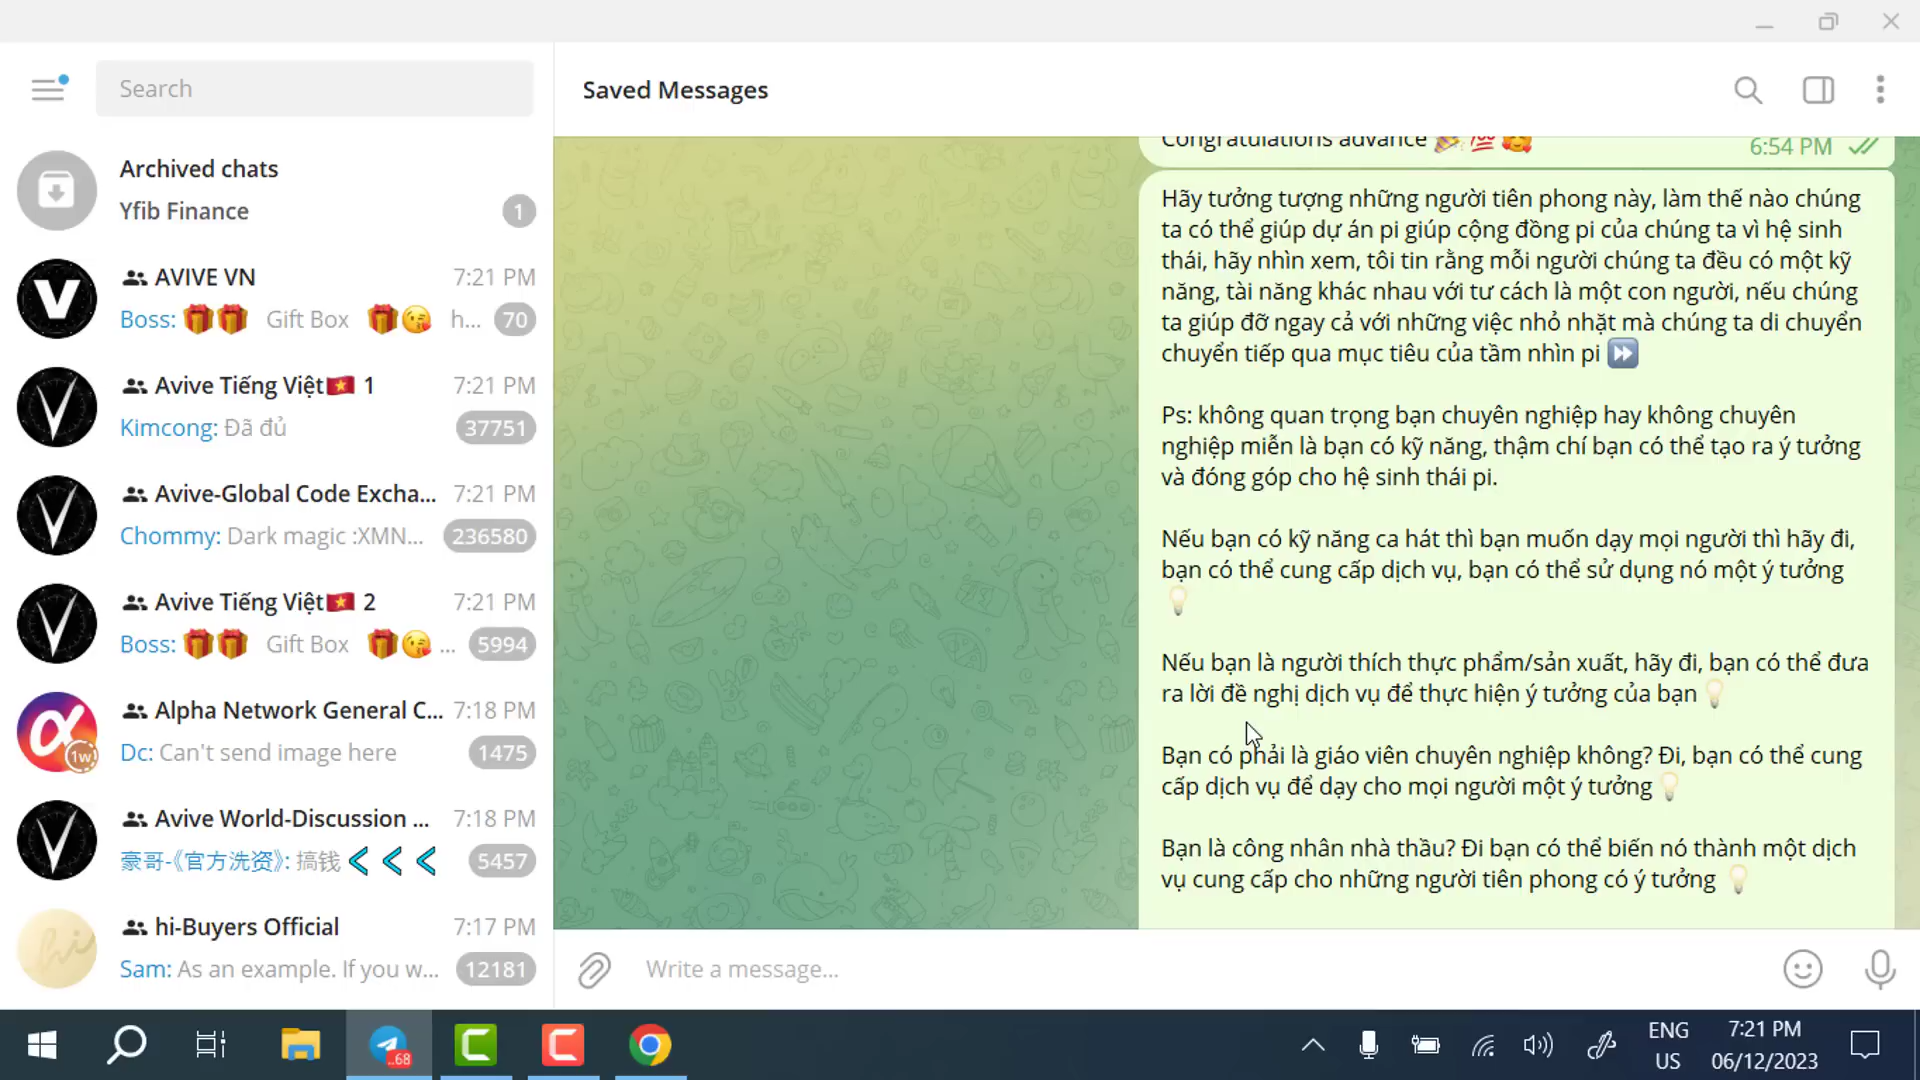 Search
Saved Messages
Archived chats
Yfib Finance
1
AVIVE VN
7:21 PM
Boss: 🎁🎁 Gift Box 🎁😘 h...
70
Avive Tiếng Việt🇻🇳 1
7:21 PM
Kimcong: Đã đủ
37751
Avive-Global Code Excha...
7:21 PM
Chommy: Dark magic :XMN...
236580
Avive Tiếng Việt🇻🇳 2
7:21 PM
Boss: 🎁🎁 Gift Box 🎁😘 ...
5994
Alpha Network General C...
7:18 PM
Dc: Can't send image here
1475
1w
Avive World-Discussion ...
7:18 PM
豪哥-《官方洗资》: 搞钱
5457
hi-Buyers Official
7:17 PM
Sam: As an example. If you w...
12181
hi
Congratulations advance 🎉💯🥰
6:54 PM
Hãy tưởng tượng những người tiên phong này, làm thế nào chúng
ta có thể giúp dự án pi giúp cộng đồng pi của chúng ta vì hệ sinh
thái, hãy nhìn xem, tôi tin rằng mỗi người chúng ta đều có một kỹ
năng, tài năng khác nhau với tư cách là một con người, nếu chúng
ta giúp đỡ ngay cả với những việc nhỏ nhặt mà chúng ta di chuyển
chuyển tiếp qua mục tiêu của tầm nhìn pi ⏩
Ps: không quan trọng bạn chuyên nghiệp hay không chuyên
nghiệp miễn là bạn có kỹ năng, thậm chí bạn có thể tạo ra ý tưởng
và đóng góp cho hệ sinh thái pi.
Nếu bạn có kỹ năng ca hát thì bạn muốn dạy mọi người thì hãy đi,
bạn có thể cung cấp dịch vụ, bạn có thể sử dụng nó một ý tưởng
💡
Nếu bạn là người thích thực phẩm/sản xuất, hãy đi, bạn có thể đưa
ra lời đề nghị dịch vụ để thực hiện ý tưởng của bạn 💡
Bạn có phải là giáo viên chuyên nghiệp không? Đi, bạn có thể cung
cấp dịch vụ để dạy cho mọi người một ý tưởng 💡
Bạn là công nhân nhà thầu? Đi bạn có thể biến nó thành một dịch
vụ cung cấp cho những người tiên phong có ý tưởng 💡
Write a message...
..68
ENG
US
7:21 PM
06/12/2023